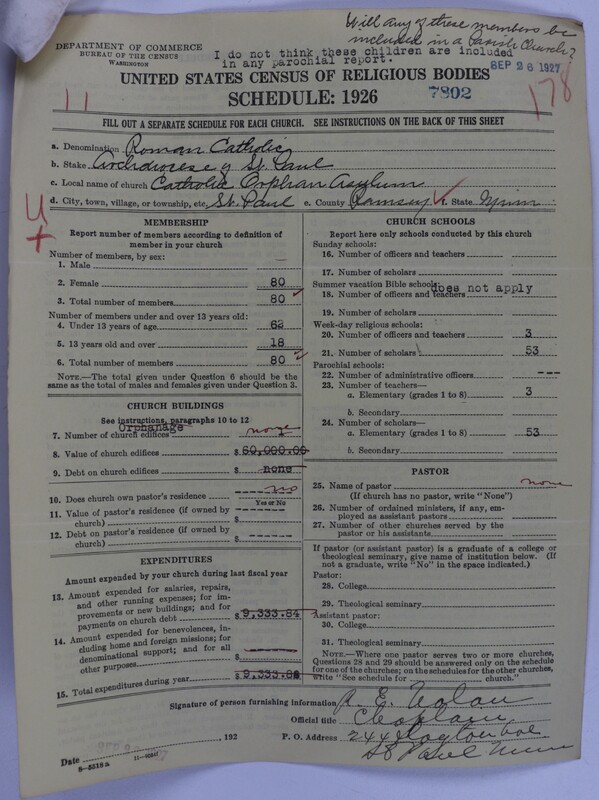 Will any of these members be
included in a Parish Church?
DEPARTMENT OF COMMERCE
BUREAU OF THE CENSUS
WASHINGTON
I do not think these children are included
in any parochial report.
SEP 26 1927
UNITED STATES CENSUS OF RELIGIOUS BODIES
SCHEDULE: 1926
7802
11
178
FILL OUT A SEPARATE SCHEDULE FOR EACH CHURCH. SEE INSTRUCTIONS ON THE BACK OF THIS SHEET
a. Denomination Roman Catholic
b. Stake Archdiocese of St. Paul
c. Local name of church Catholic Orphan Asylum
d. City, town, village, or township, etc. St. Paul e. County Ramsey f. State Minn
U
MEMBERSHIP
Report number of members according to definition of
member in your church
Number of members, by sex:
1. Male
2. Female 80
3. Total number of members 80
Number of members under and over 13 years old:
4. Under 13 years of age 62
5. 13 years old and over 18
6. Total number of members 80
NOTE.—The total given under Question 6 should be
the same as the total of males and females given under Question 3.
CHURCH BUILDINGS
See instructions, paragraphs 10 to 12
Orphanage
7. Number of church edifices none 1
8. Value of church edifices $ 60,000.00
9. Debt on church edifices $ none
10. Does church own pastor's residence no
Yes or No
11. Value of pastor's residence (if owned by
church) $
12. Debt on pastor's residence (if owned by
church) $
EXPENDITURES
Amount expended by your church during last fiscal year
13. Amount expended for salaries, repairs,
and other running expenses; for im-
provements or new buildings; and for
payments on church debt $ 9,333.84
14. Amount expended for benevolences, in-
cluding home and foreign missions; for
denominational support; and for all
other purposes $
15. Total expenditures during year $ 9,333.84
CHURCH SCHOOLS
Report here only schools conducted by this church
Sunday schools:
16. Number of officers and teachers
17. Number of scholars
Summer vacation Bible schools:
does not apply
18. Number of officers and teachers
19. Number of scholars
Week-day religious schools:
20. Number of officers and teachers 3
21. Number of scholars 53
Parochial schools:
22. Number of administrative officers ---
23. Number of teachers—
a. Elementary (grades 1 to 8) 3
b. Secondary
24. Number of scholars—
a. Elementary (grades 1 to 8) 53
b. Secondary
PASTOR
25. Name of pastor none
(If church has no pastor, write "None")
26. Number of ordained ministers, if any, em-
ployed as assistant pastors
27. Number of other churches served by the
pastor or his assistants
If pastor (or assistant pastor) is a graduate of a college or
theological seminary, give name of institution below. (If
not a graduate, write "No" in the space indicated.)
Pastor:
28. College
29. Theological seminary
Assistant pastor:
30. College
31. Theological seminary
NOTE.—Where one pastor serves two or more churches,
Questions 28 and 29 should be answered only on the schedule
for one of the churches; on the schedules for the other churches,
write "See schedule for church."
Signature of person furnishing information R. E. Nolan
Official title Chaplain
Date 192 P. O. Address 244
St Paul Minn
8-5518a